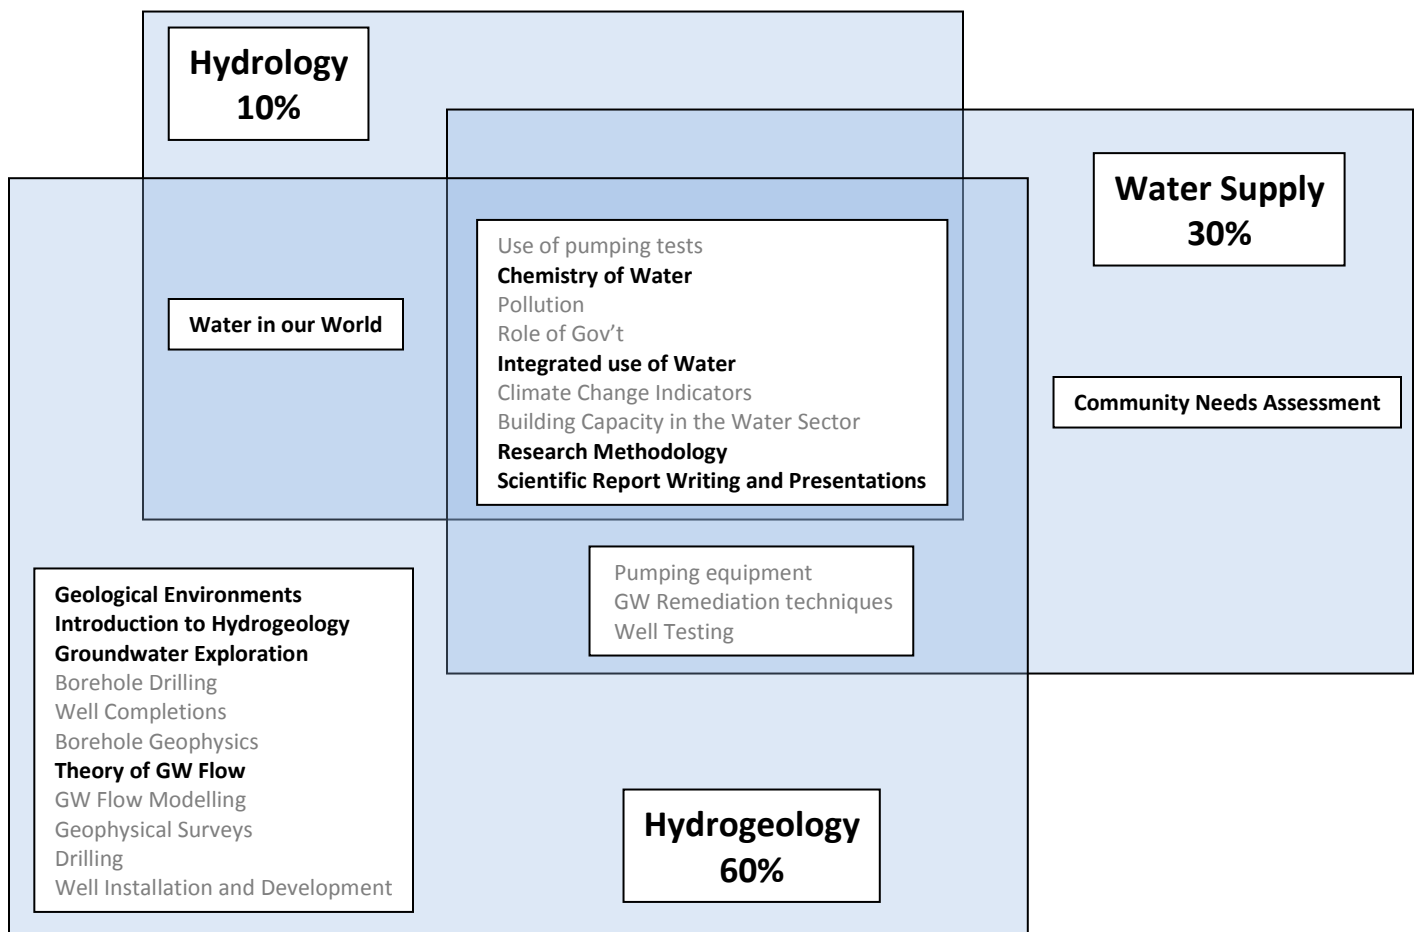 Hydrology
10%
Water Supply
30%
Use of pumping tests
Chemistry of Water
Pollution
Role of Gov’t
Integrated use of Water
Climate Change Indicators
Building Capacity in the Water Sector
Research Methodology
Scientific Report Writing and Presentations
Water in our World
Community Needs Assessment
Pumping equipment
GW Remediation techniques
Well Testing
Geological Environments
Introduction to Hydrogeology
Groundwater Exploration
Borehole Drilling
Well Completions
Borehole Geophysics
Theory of GW Flow
GW Flow Modelling
Geophysical Surveys
Drilling
Well Installation and Development
Hydrogeology
60%